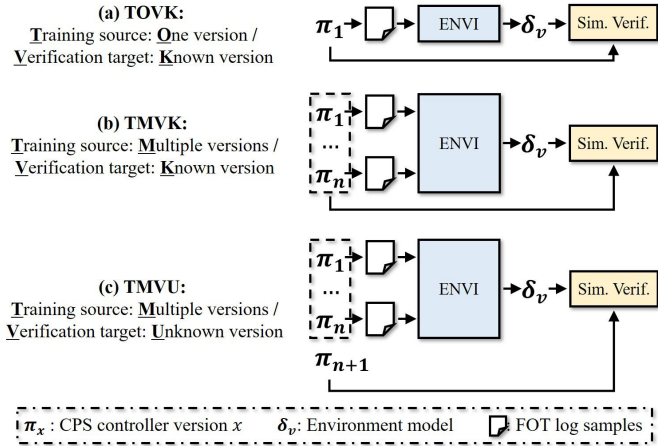 (a) TOVK:
Training source: One version /
Verification target: Known version
π₁ ENVI δᵥ Sim. Verif.
(b) TMVK:
Training source: Multiple versions /
Verification target: Known version
π₁
...
πₙ
ENVI δᵥ Sim. Verif.
(c) TMVU:
Training source: Multiple versions /
Verification target: Unknown version
π₁
...
πₙ
ENVI δᵥ Sim. Verif.
πₙ₊₁
πₓ : CPS controller version x δᵥ: Environment model FOT log samples